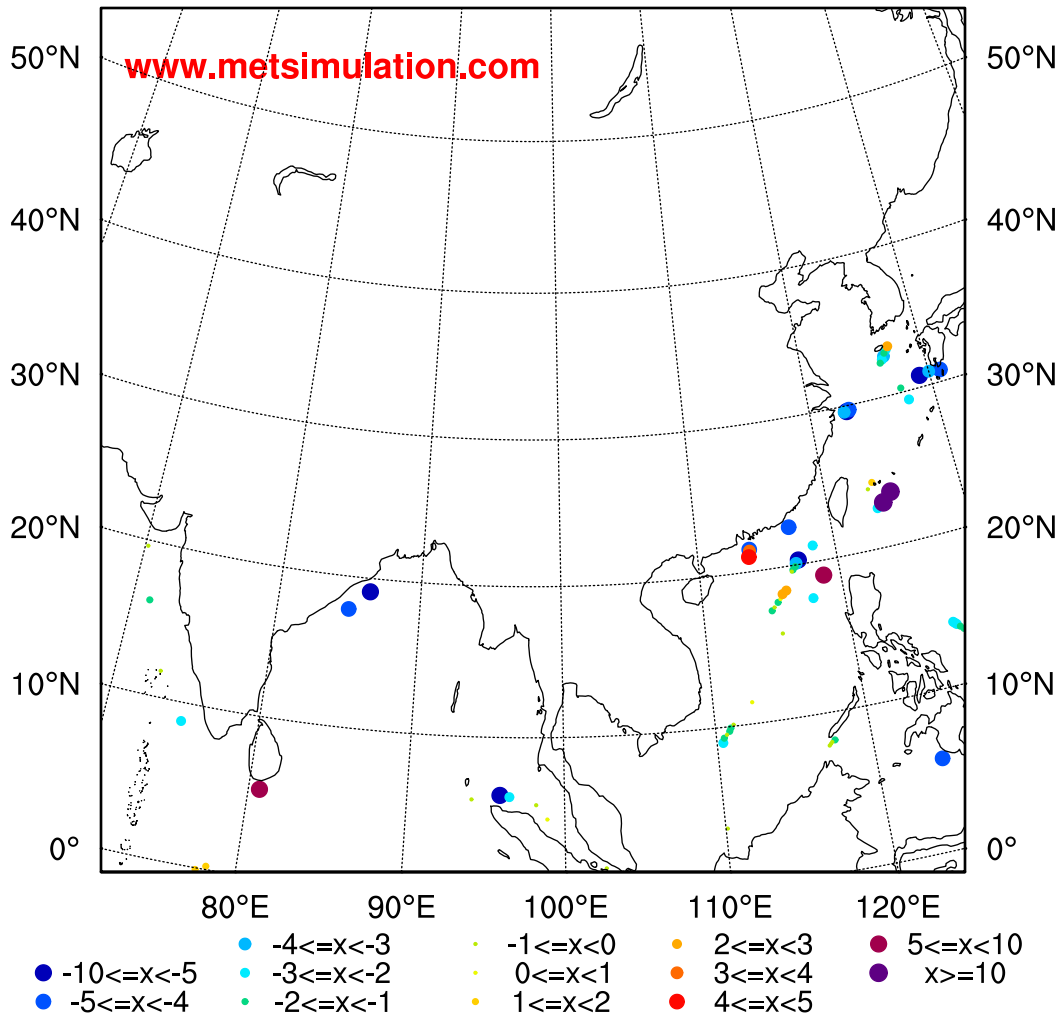 www.metsimulation.com
50°N 50°N
40°N 40°N
30°N 30°N
20°N 20°N
10°N 10°N
0° 0°
80°E 90°E 100°E 110°E 120°E
-4<=x<-3 -1<=x<0 2<=x<3 5<=x<10
-10<=x<-5 -3<=x<-2 0<=x<1 3<=x<4 x>=10
-5<=x<-4 -2<=x<-1 1<=x<2 4<=x<5